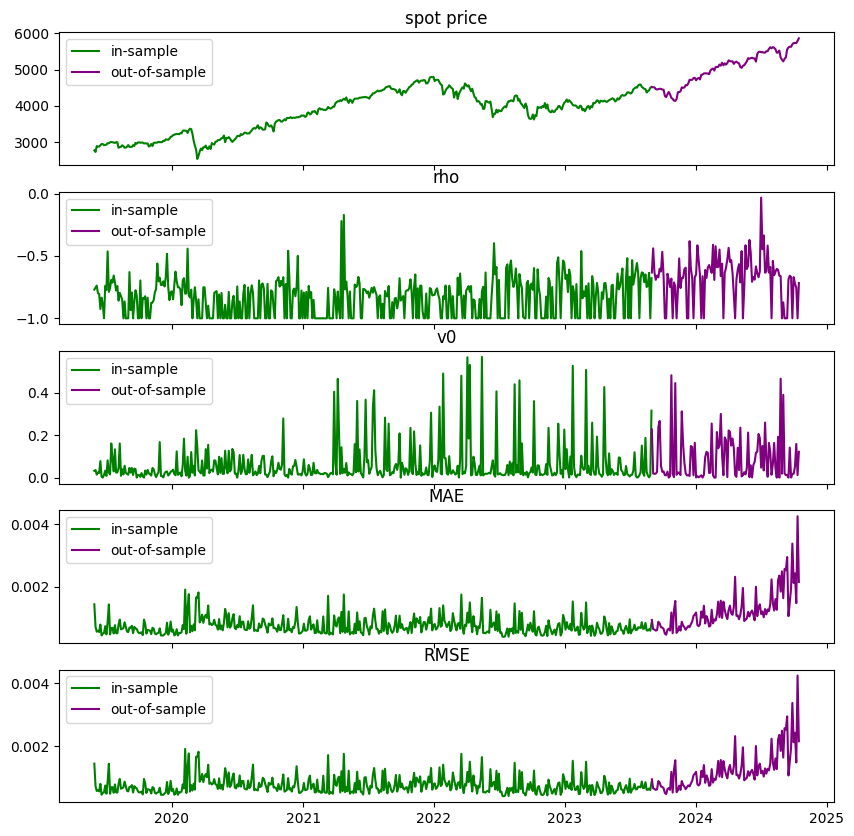 spot price
6000
5000
4000
3000
in-sample
out-of-sample
rho
0.0
−0.5
−1.0
in-sample
out-of-sample
v0
0.4
0.2
0.0
in-sample
out-of-sample
MAE
0.004
0.002
in-sample
out-of-sample
RMSE
0.004
0.002
in-sample
out-of-sample
2020 2021 2022 2023 2024 2025